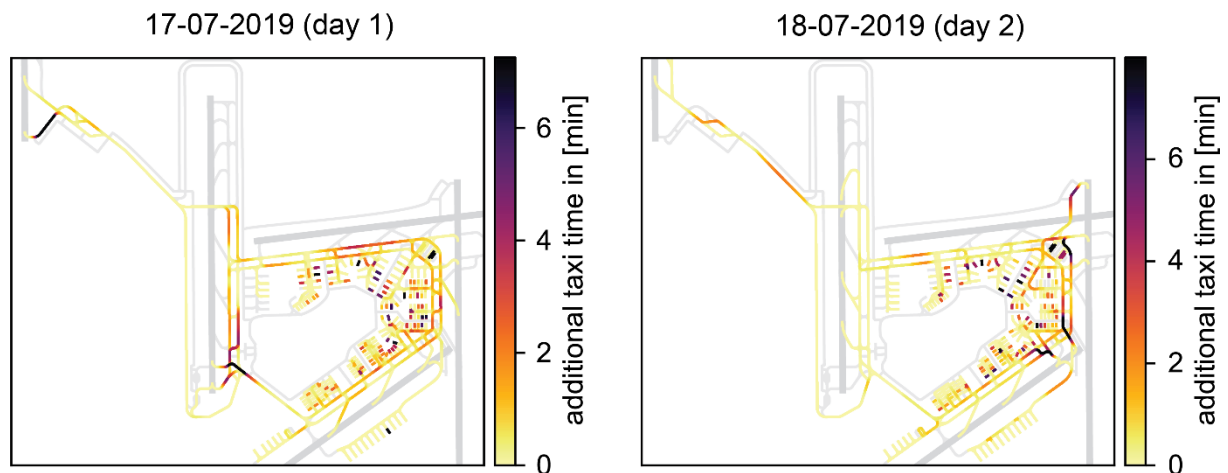 17-07-2019 (day 1)
6
4
2
0
additional taxi time in [min]
18-07-2019 (day 2)
6
4
2
0
additional taxi time in [min]